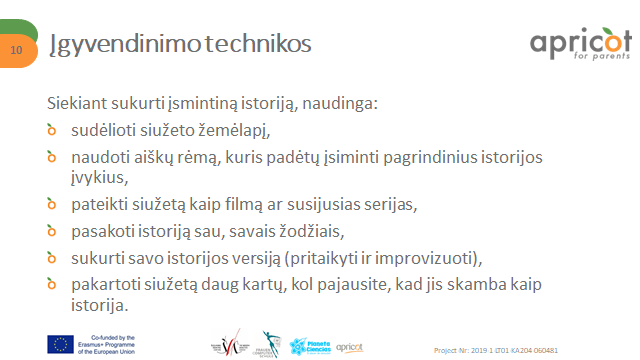 10
Įgyvendinimo technikos
apricot
for parents
Siekiant sukurti įsmintiną istoriją, naudinga:
sudėlioti siužeto žemėlapį,
naudoti aiškų rėmą, kuris padėtų įsiminti pagrindinius istorijos
įvykius,
pateikti siužetą kaip filmą ar susijusias serijas,
pasakoti istoriją sau, savais žodžiais,
sukurti savo istorijos versiją (pritaikyti ir improvizuoti),
pakartoti siužetą daug kartų, kol pajausite, kad jis skamba kaip
istorija.
Co-funded by the
Erasmus+ Programme
of the European Union
Planeta
Ciencias
apricot
Project Nr: 2019-1-LT01-KA204-060481